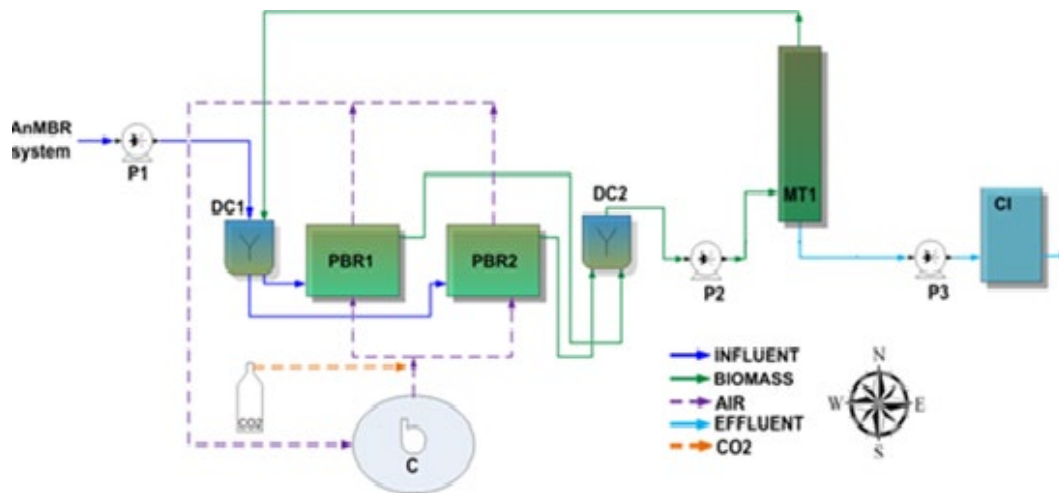 AnMBR
system
P1
DC1
PBR1
PBR2
DC2
P2
MT1
P3
CI
CO2
C
INFLUENT
BIOMASS
AIR
EFFLUENT
CO2
N
W
E
S